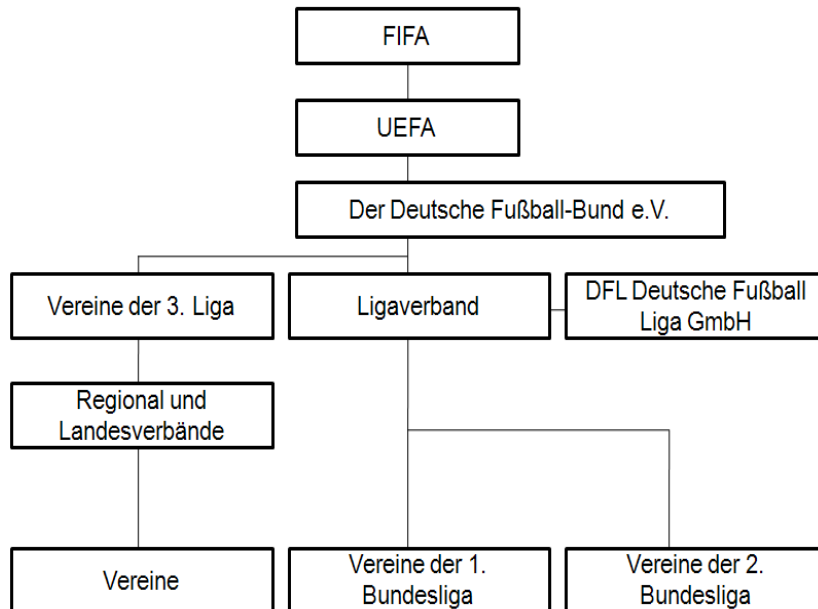 FIFA
UEFA
Der Deutsche Fußball-Bund e.V.
Vereine der 3. Liga
Ligaverband
DFL Deutsche Fußball
Liga GmbH
Regional und
Landesverbände
Vereine
Vereine der 1.
Bundesliga
Vereine der 2.
Bundesliga